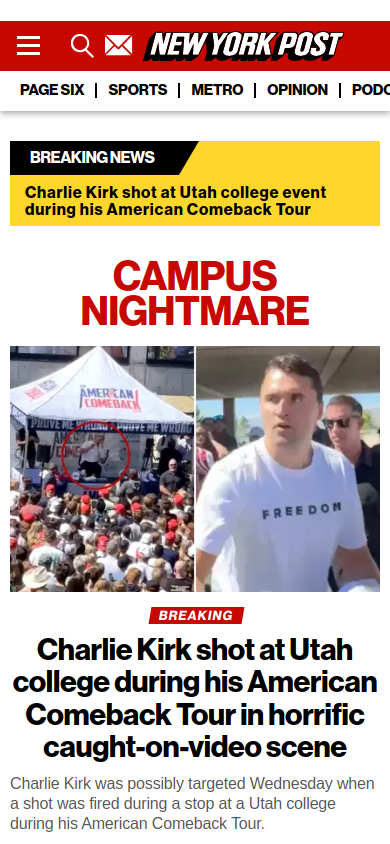 NEW YORK POST
PAGE SIX | SPORTS | METRO | OPINION | PODC
BREAKING NEWS
Charlie Kirk shot at Utah college event
during his American Comeback Tour
CAMPUS
NIGHTMARE
THE
AMERICAN
COMEBACK
PROVE ME WRONG PROVE ME WRONG
FREEDOM
BREAKING
Charlie Kirk shot at Utah
college during his American
Comeback Tour in horrific
caught-on-video scene
Charlie Kirk was possibly targeted Wednesday when
a shot was fired during a stop at a Utah college
during his American Comeback Tour.